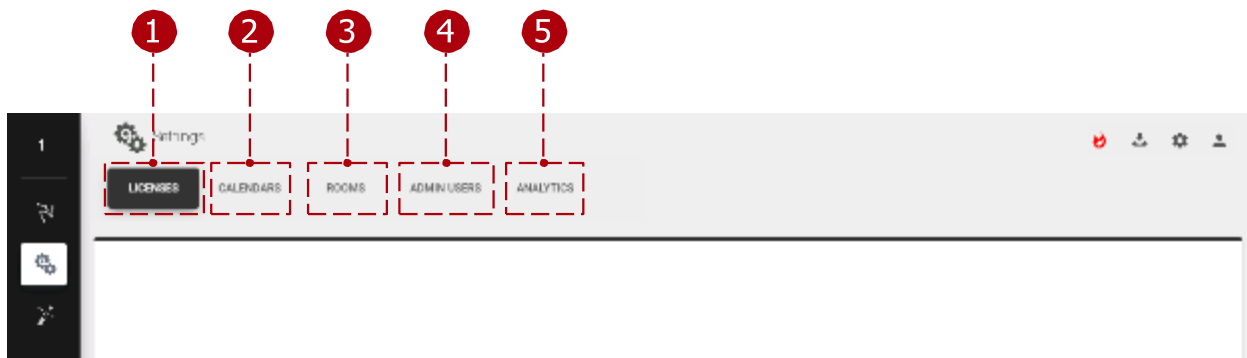 1 2 3 4 5
1
Settings
LICENSES CALENDARS ROOMS ADMIN USERS ANALYTICS